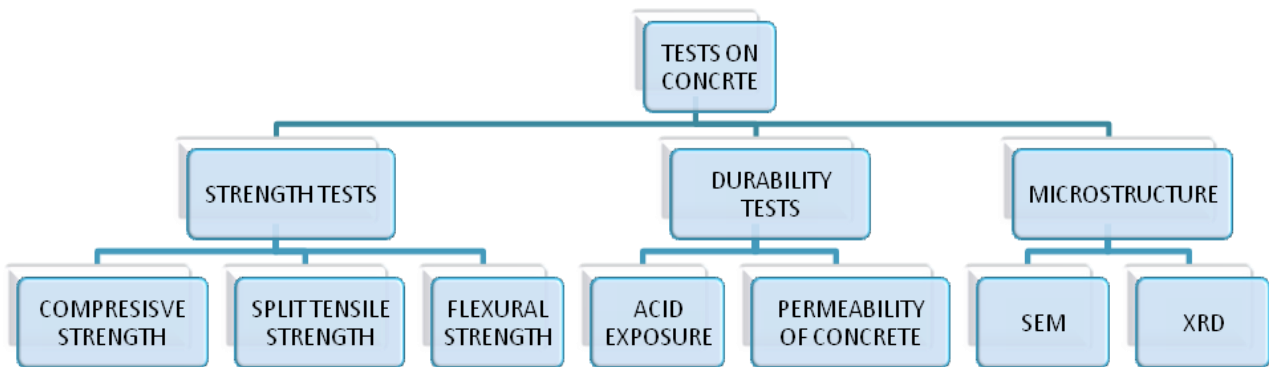 TESTS ON
CONCRTE
STRENGTH TESTS
DURABILITY
TESTS
MICROSTRUCTURE
COMPRESISVE
STRENGTH
SPLIT TENSILE
STRENGTH
FLEXURAL
STRENGTH
ACID
EXPOSURE
PERMEABILITY
OF CONCRETE
SEM
XRD